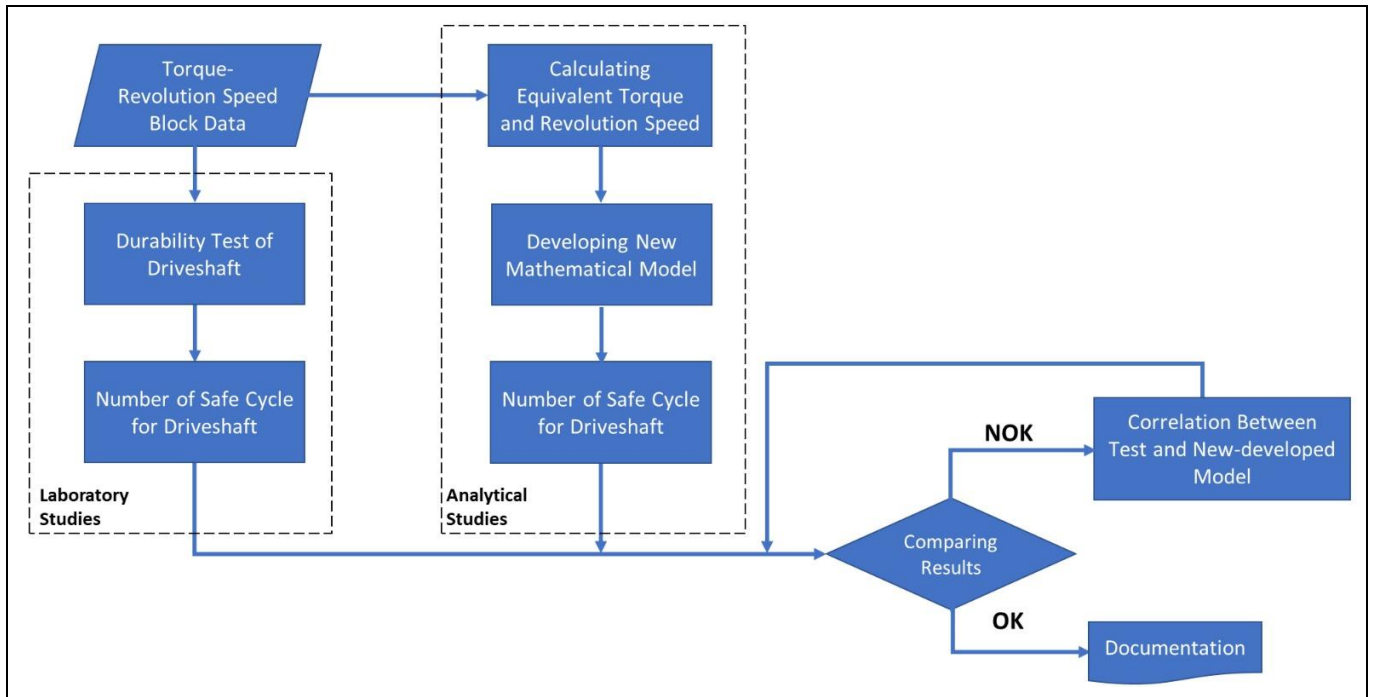 Torque-
Revolution Speed
Block Data
Calculating
Equivalent Torque
and Revolution Speed
Durability Test of
Driveshaft
Developing New
Mathematical Model
Number of Safe Cycle
for Driveshaft
Number of Safe Cycle
for Driveshaft
Laboratory
Studies
Analytical
Studies
NOK
Correlation Between
Test and New-developed
Model
Comparing
Results
OK
Documentation